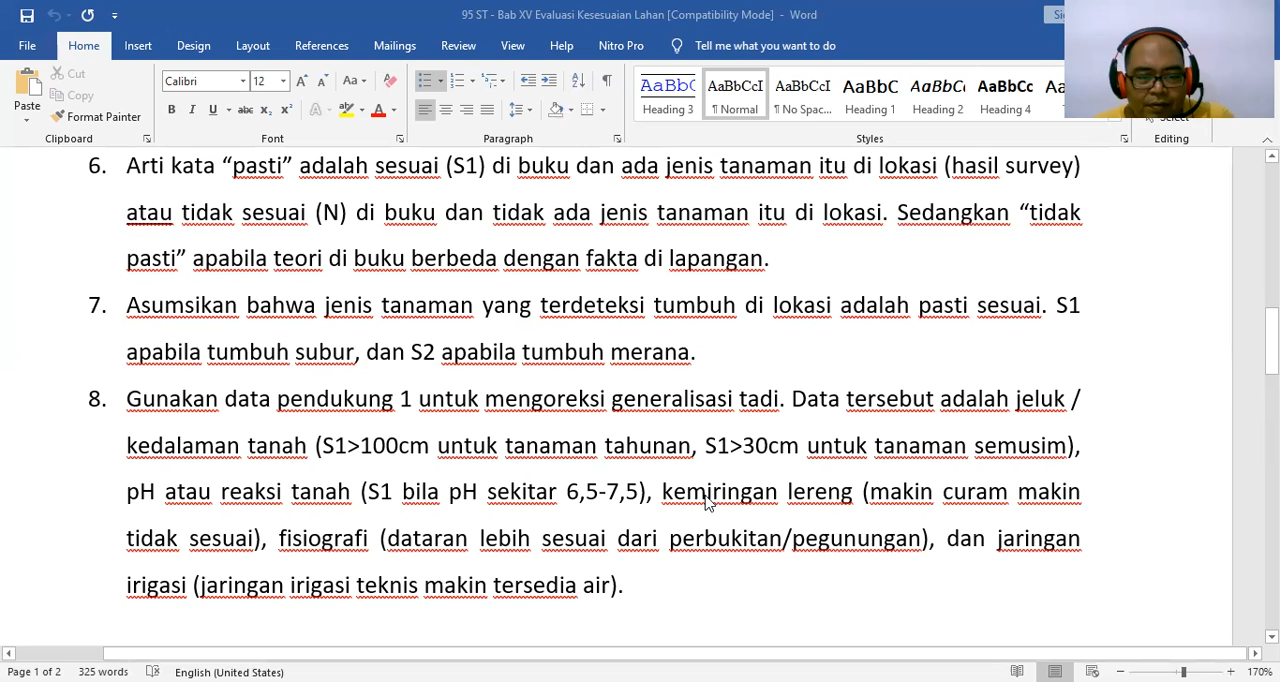 95 ST - Bab XV Evaluasi Kesesuaian Lahan [Compatibility Mode] - Word
File Home Insert Design Layout References Mailings Review View Help Nitro Pro Tell me what you want to do
Paste
Cut
Copy
Format Painter
Clipboard
Calibri 12
Font
Paragraph
AaBbC AaBbCcI AaBbCcI AaBbC AaBbCc AaBbCc
Heading 3 ¶ Normal ¶ No Spac... Heading 1 Heading 2 Heading 4
Styles
Editing
6. Arti kata “pasti” adalah sesuai (S1) di buku dan ada jenis tanaman itu di lokasi (hasil survey)
atau tidak sesuai (N) di buku dan tidak ada jenis tanaman itu di lokasi. Sedangkan “tidak
pasti” apabila teori di buku berbeda dengan fakta di lapangan.
7. Asumsikan bahwa jenis tanaman yang terdeteksi tumbuh di lokasi adalah pasti sesuai. S1
apabila tumbuh subur, dan S2 apabila tumbuh merana.
8. Gunakan data pendukung 1 untuk mengoreksi generalisasi tadi. Data tersebut adalah jeluk /
kedalaman tanah (S1>100cm untuk tanaman tahunan, S1>30cm untuk tanaman semusim),
pH atau reaksi tanah (S1 bila pH sekitar 6,5-7,5), kemiringan lereng (makin curam makin
tidak sesuai), fisiografi (dataran lebih sesuai dari perbukitan/pegunungan), dan jaringan
irigasi (jaringan irigasi teknis makin tersedia air).
Page 1 of 2 325 words English (United States) 170%